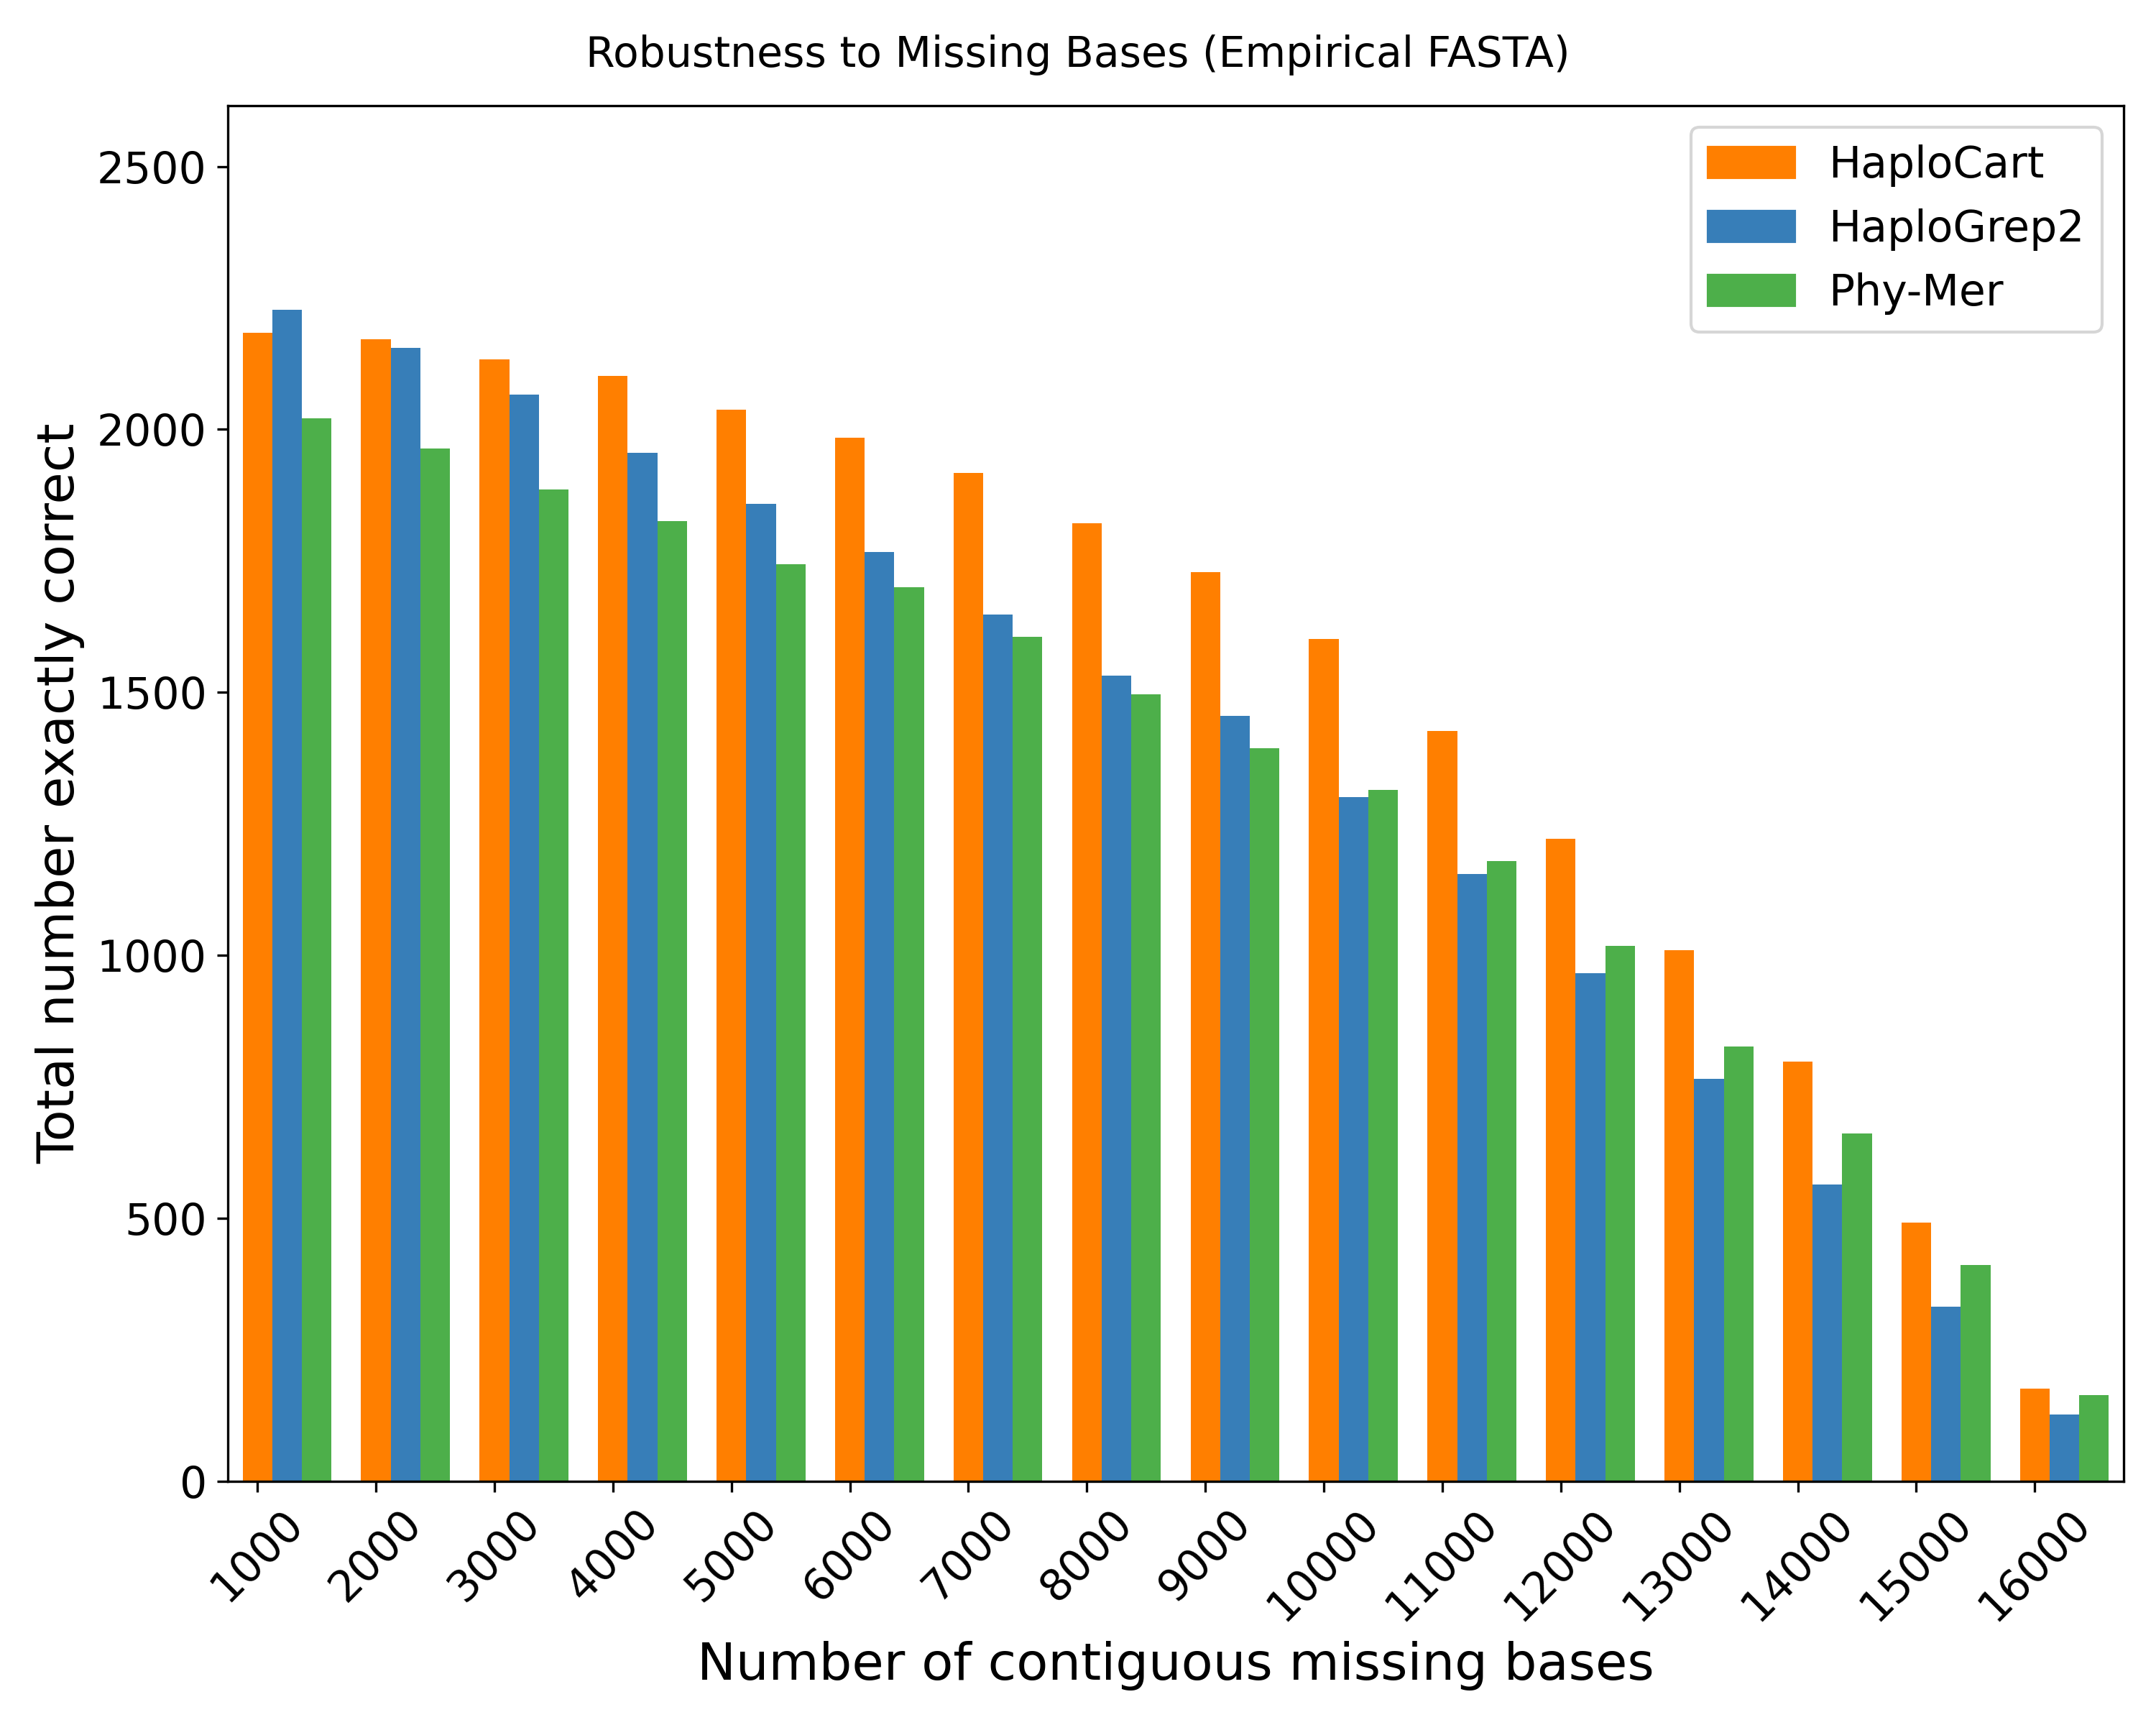 Robustness to Missing Bases (Empirical FASTA)
HaploCart
HaploGrep2
Phy-Mer
Total number exactly correct
2500
2000
1500
1000
500
0
1000 2000 3000 4000 5000 6000 7000 8000 9000 10000 11000 12000 13000 14000 15000 16000
Number of contiguous missing bases